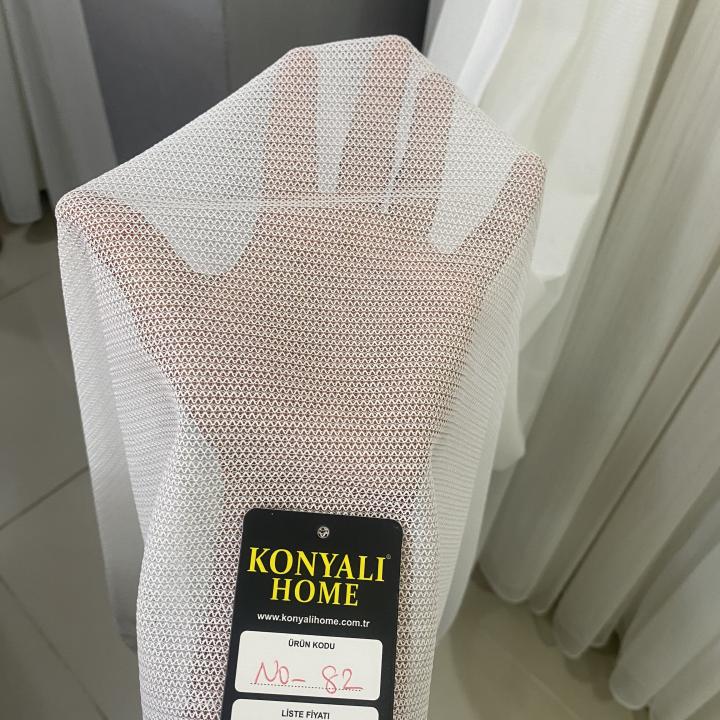 KONYALI®
HOME
www.konyalihome.com.tr
ÜRÜN KODU
NO- 82
LİSTE FİYATI